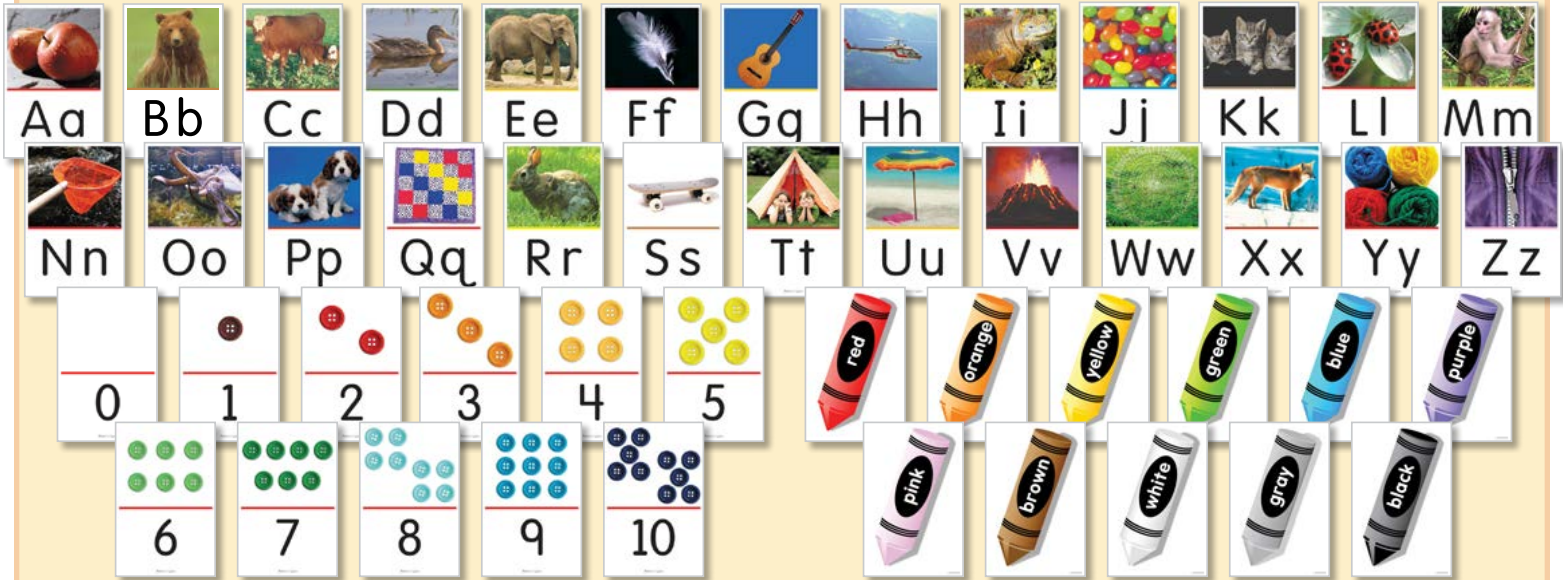 Aa Bb Cc Dd Ee Ff Gg Hh Ii Jj Kk Ll Mm
Nn Oo Pp Qq Rr Ss Tt Uu Vv Ww Xx Yy Zz
0 1 2 3 4 5 red orange yellow green blue purple
6 7 8 9 10 pink brown white gray black